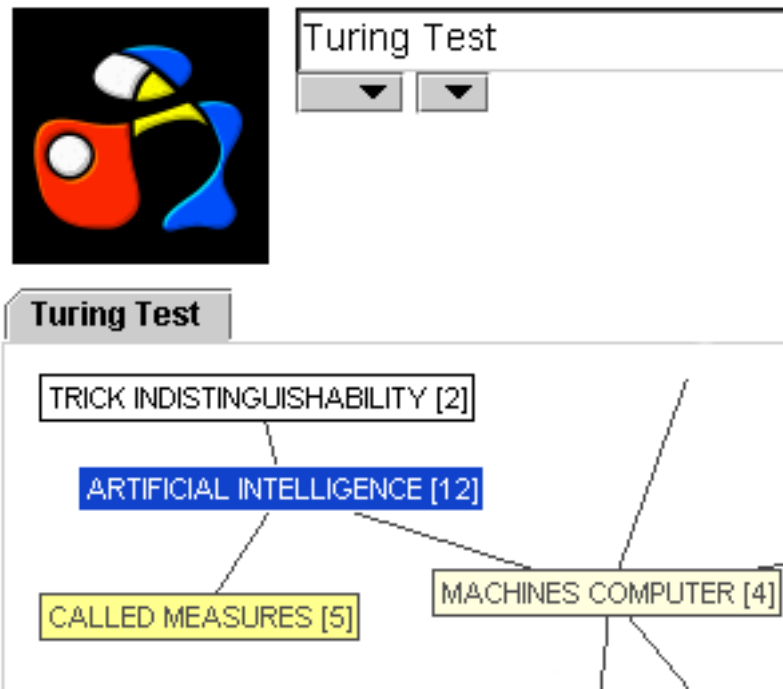 Turing Test
Turing Test
TRICK INDISTINGUISHABILITY [2]
ARTIFICIAL INTELLIGENCE [12]
CALLED MEASURES [5]
MACHINES COMPUTER [4]